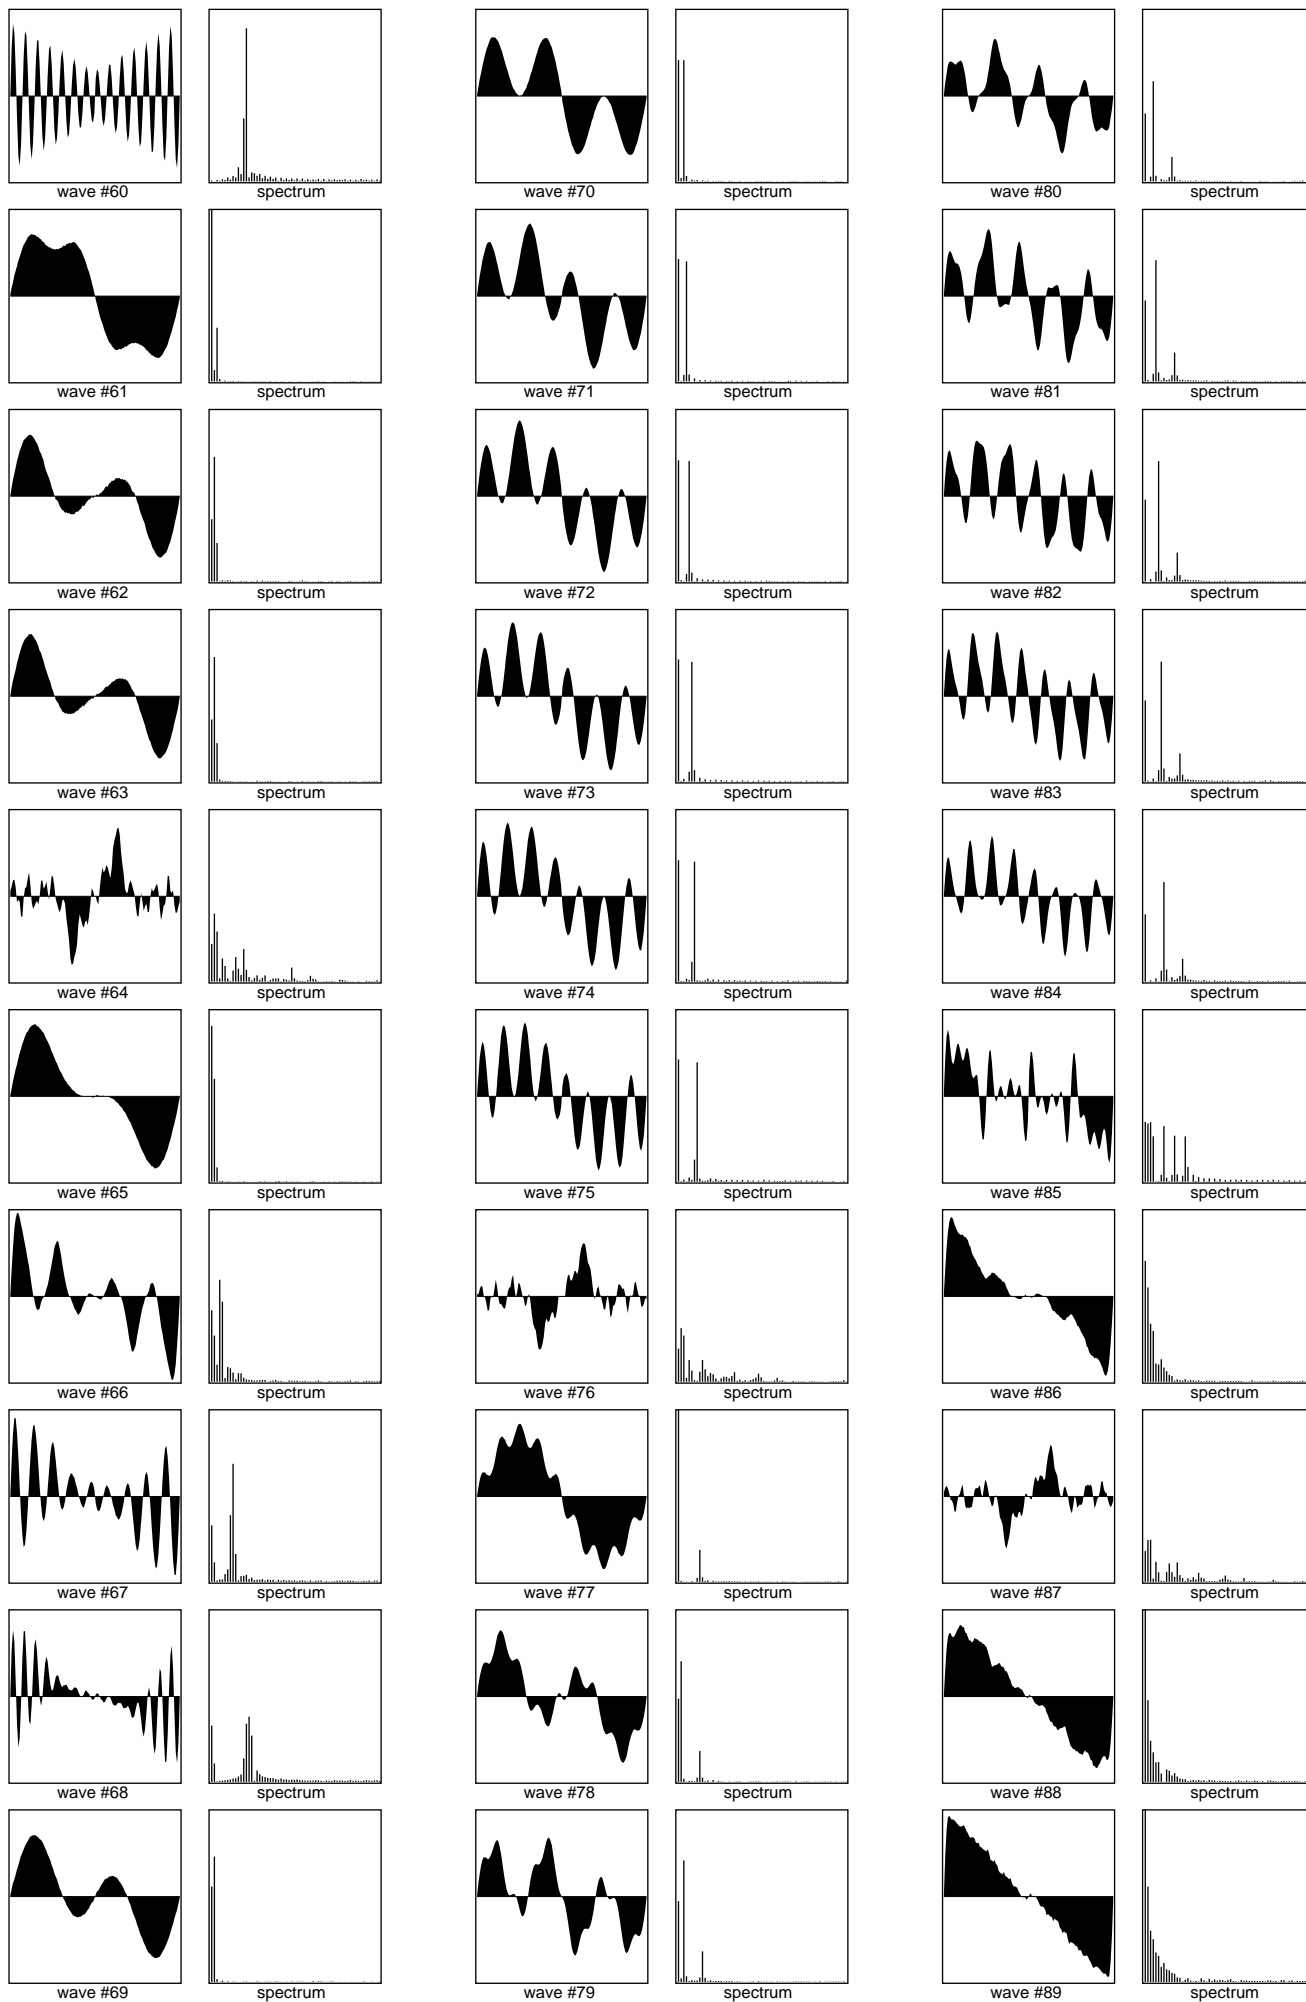 wave #60 spectrum wave #70 spectrum wave #80 spectrum
wave #61 spectrum wave #71 spectrum wave #81 spectrum
wave #62 spectrum wave #72 spectrum wave #82 spectrum
wave #63 spectrum wave #73 spectrum wave #83 spectrum
wave #64 spectrum wave #74 spectrum wave #84 spectrum
wave #65 spectrum wave #75 spectrum wave #85 spectrum
wave #66 spectrum wave #76 spectrum wave #86 spectrum
wave #67 spectrum wave #77 spectrum wave #87 spectrum
wave #68 spectrum wave #78 spectrum wave #88 spectrum
wave #69 spectrum wave #79 spectrum wave #89 spectrum